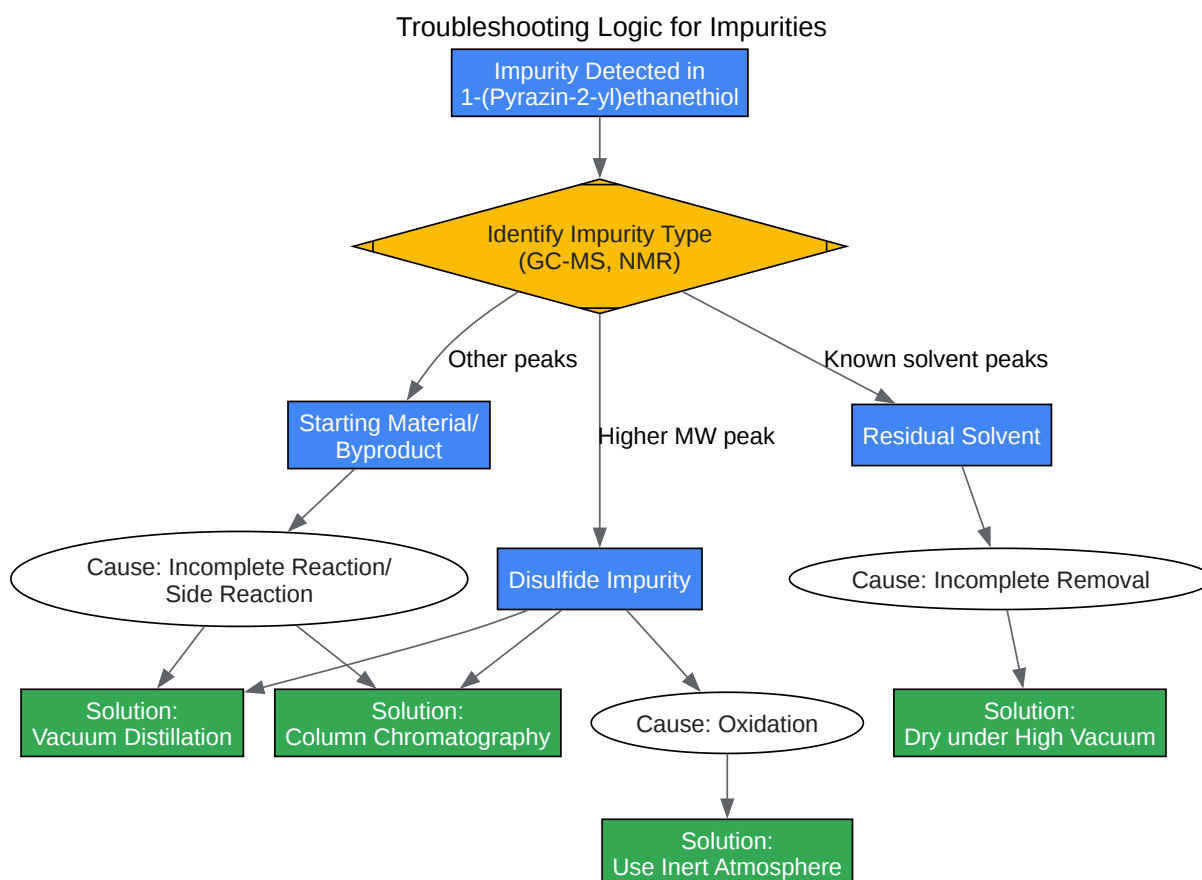 Troubleshooting Logic for Impurities
Impurity Detected in
1-(Pyrazin-2-yl)ethanethiol
Identify Impurity Type
(GC-MS, NMR)
Other peaks
Known solvent peaks
Starting Material/
Byproduct
Higher MW peak
Residual Solvent
Cause: Incomplete Reaction/
Side Reaction
Disulfide Impurity
Cause: Incomplete Removal
Solution:
Vacuum Distillation
Solution:
Column Chromatography
Cause: Oxidation
Solution:
Dry under High Vacuum
Solution:
Use Inert Atmosphere